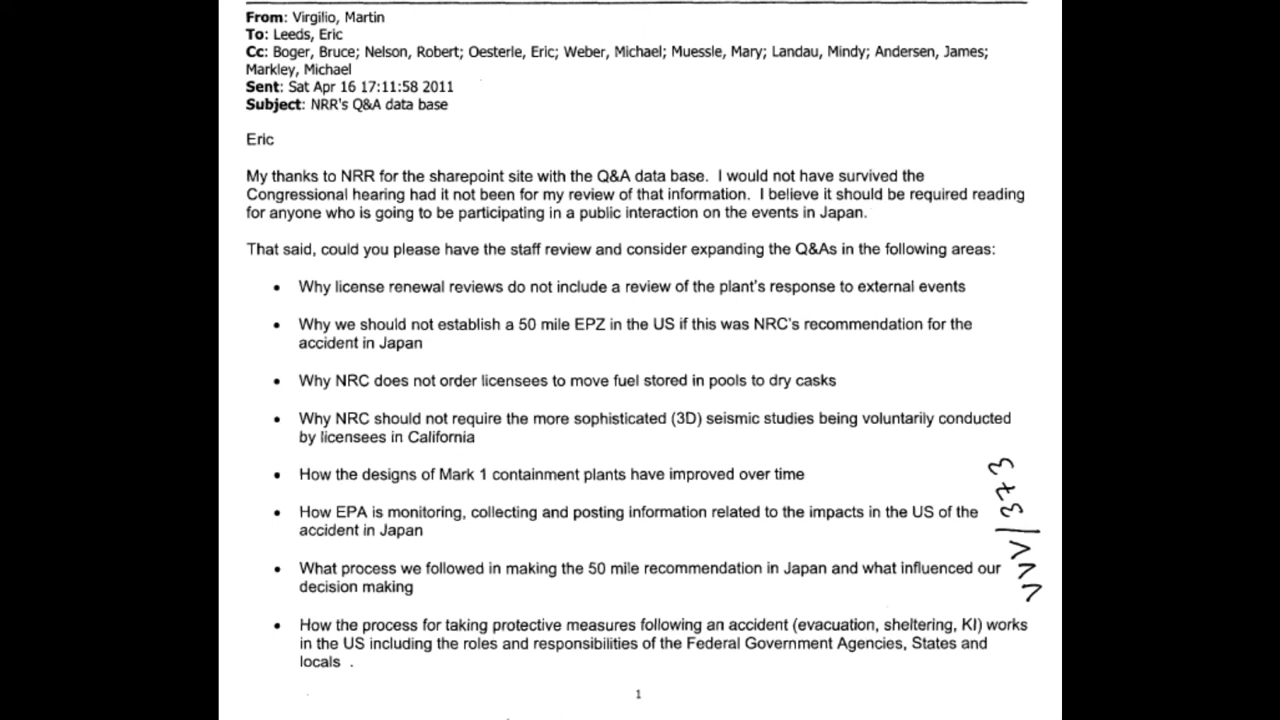 From: Virgilio, Martin
To: Leeds, Eric
Cc: Boger, Bruce; Nelson, Robert; Oesterle, Eric; Weber, Michael; Muessle, Mary; Landau, Mindy; Andersen, James;
Markley, Michael
Sent: Sat Apr 16 17:11:58 2011
Subject: NRR's Q&A data base
Eric
My thanks to NRR for the sharepoint site with the Q&A data base. I would not have survived the
Congressional hearing had it not been for my review of that information. I believe it should be required reading
for anyone who is going to be participating in a public interaction on the events in Japan.
That said, could you please have the staff review and consider expanding the Q&As in the following areas:
• Why license renewal reviews do not include a review of the plant's response to external events
• Why we should not establish a 50 mile EPZ in the US if this was NRC's recommendation for the
accident in Japan
• Why NRC does not order licensees to move fuel stored in pools to dry casks
• Why NRC should not require the more sophisticated (3D) seismic studies being voluntarily conducted
by licensees in California
• How the designs of Mark 1 containment plants have improved over time
• How EPA is monitoring, collecting and posting information related to the impacts in the US of the
accident in Japan
• What process we followed in making the 50 mile recommendation in Japan and what influenced our
decision making
• How the process for taking protective measures following an accident (evacuation, sheltering, KI) works
in the US including the roles and responsibilities of the Federal Government Agencies, States and
locals .
1